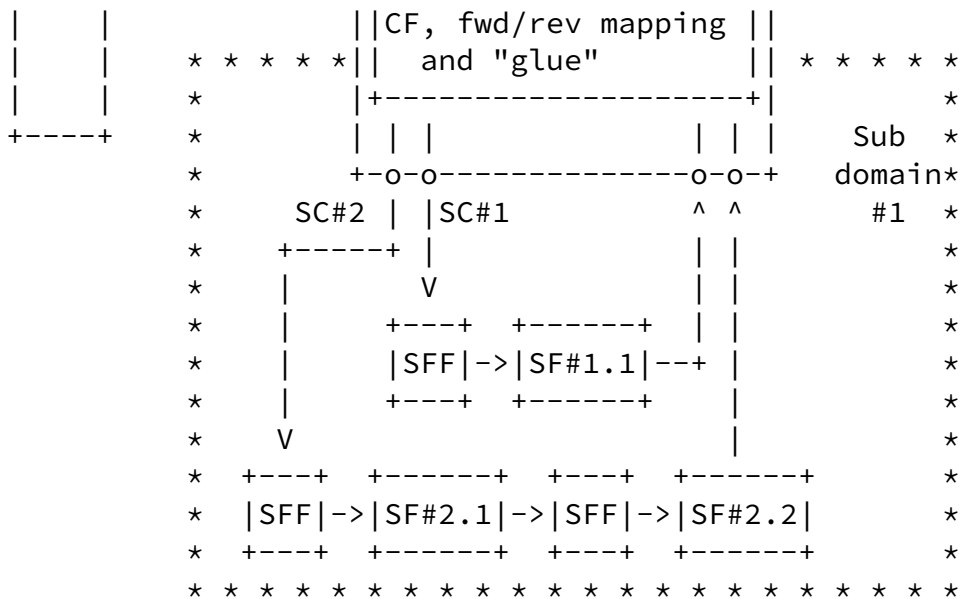 CF, fwd/rev mapping
and "glue"
Sub
domain
SC#2 SC#1 #1
SFF SF#1.1
SFF SF#2.1 SFF SF#2.2